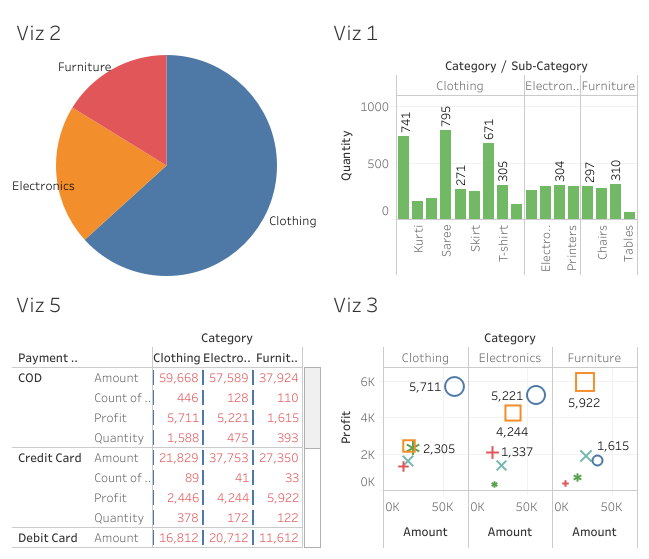 Viz 2
Furniture
Electronics
Clothing
Viz 1
Category / Sub-Category
Clothing Electron.. Furniture
Quantity
1000
500
0
741
795
271
671
305
304
297
310
Kurti
Saree
Skirt
T-shirt
Electro..
Printers
Chairs
Tables
Viz 5
Category
Payment .. Clothing Electro.. Furnit..
COD Amount 59,668 57,589 37,924
Count of .. 446 128 110
Profit 5,711 5,221 1,615
Quantity 1,588 475 393
Credit Card Amount 21,829 37,753 27,350
Count of .. 89 41 33
Profit 2,446 4,244 5,922
Quantity 378 172 122
Debit Card Amount 16,812 20,712 11,612
Viz 3
Category
Clothing Electronics Furniture
Profit
6K
4K
2K
0K
5,711
2,305
5,221
4,244
1,337
5,922
1,615
0K 50K 0K 50K 0K 50K
Amount Amount Amount